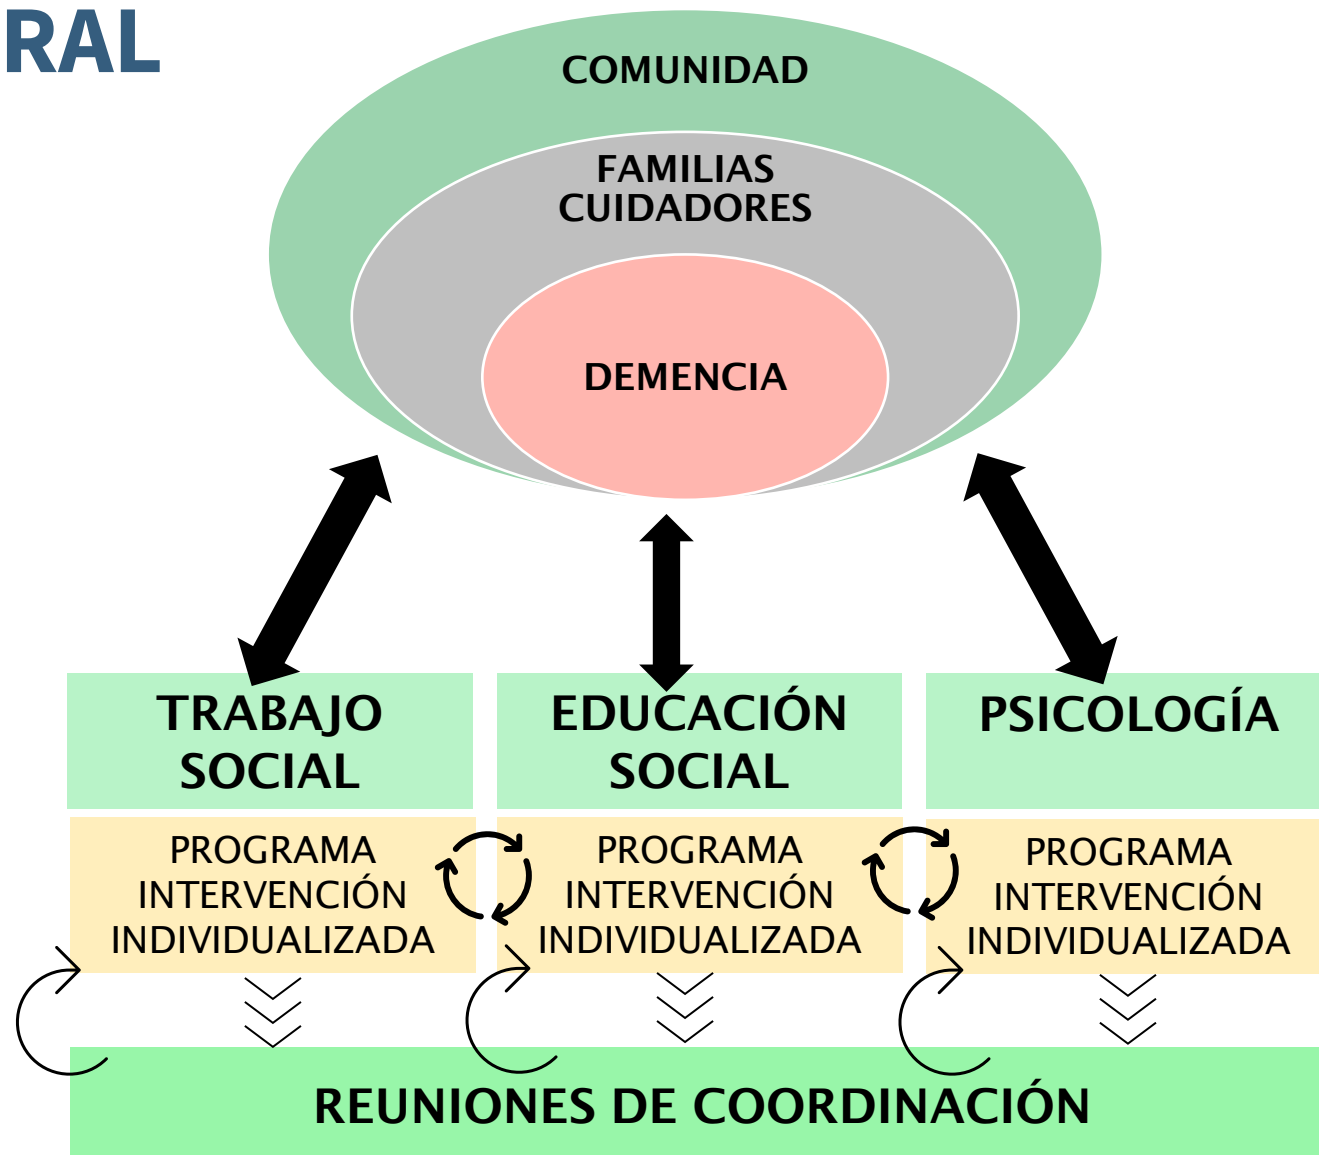 RAL
COMUNIDAD
FAMILIAS
CUIDADORES
DEMENCIA
TRABAJO
SOCIAL
EDUCACIÓN
SOCIAL
PSICOLOGÍA
PROGRAMA
INTERVENCIÓN
INDIVIDUALIZADA
PROGRAMA
INTERVENCIÓN
INDIVIDUALIZADA
PROGRAMA
INTERVENCIÓN
INDIVIDUALIZADA
REUNIONES DE COORDINACIÓN